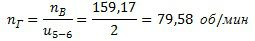 n_Г = n_В / u_5−6 = 159,17 / 2 = 79,58 об/мин